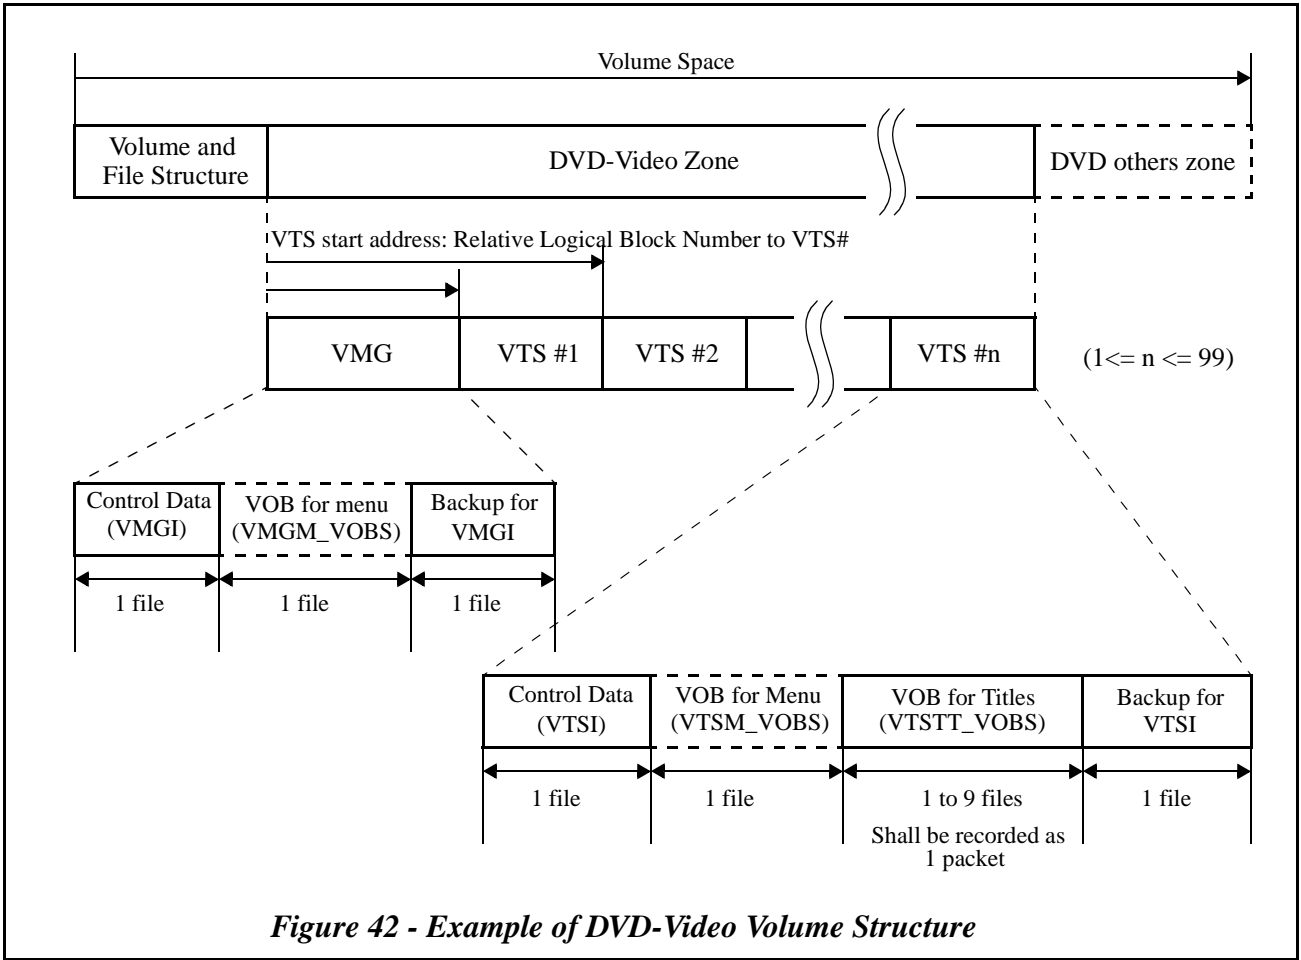 Volume Space
Volume and
File Structure
DVD-Video Zone
DVD others zone
VTS start address: Relative Logical Block Number to VTS#
VMG
VTS #1
VTS #2
VTS #n
(1<= n <= 99)
Control Data
(VMGI)
VOB for menu
(VMGM_VOBS)
Backup for
VMGI
1 file
1 file
1 file
Control Data
(VTSI)
VOB for Menu
(VTSM_VOBS)
VOB for Titles
(VTSTT_VOBS)
Backup for
VTSI
1 file
1 file
1 to 9 files
Shall be recorded as
1 packet
1 file
Figure 42 - Example of DVD-Video Volume Structure